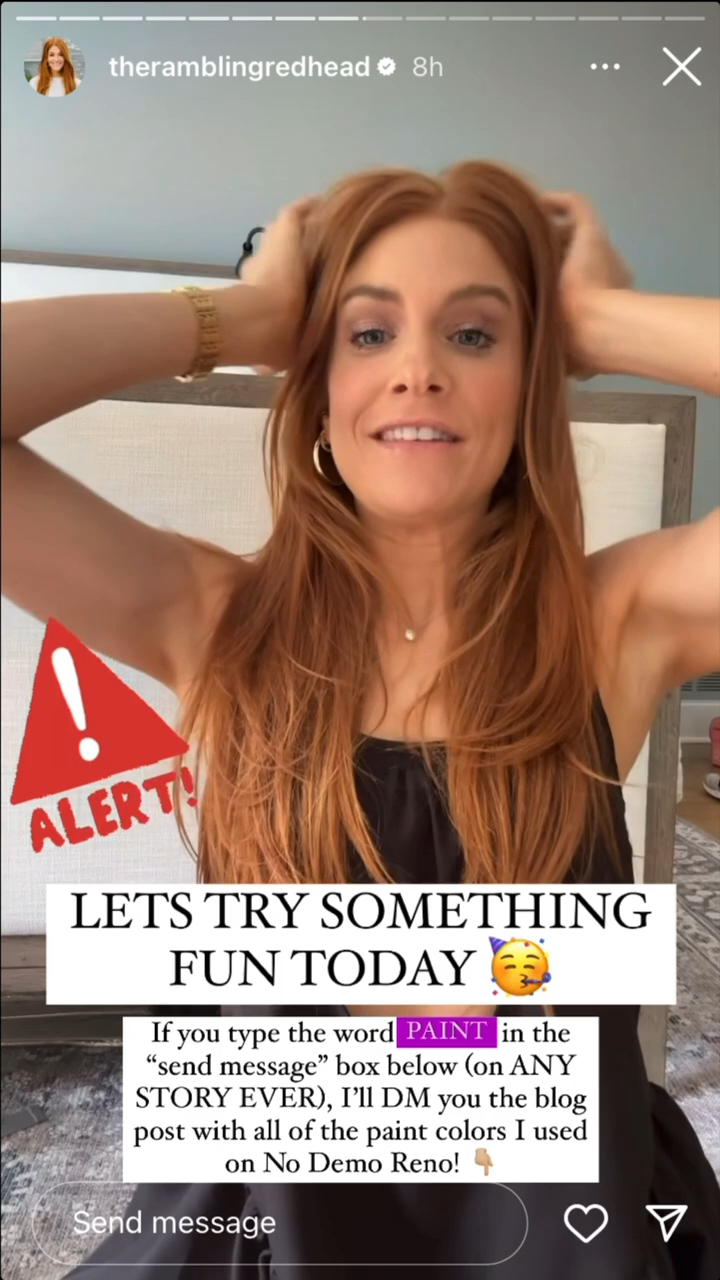 theramblingredhead 8h
ALERT!
LETS TRY SOMETHING
FUN TODAY 🥳
If you type the word PAINT in the
“send message” box below (on ANY
STORY EVER), I’ll DM you the blog
post with all of the paint colors I used
on No Demo Reno! 👇🏼
Send message